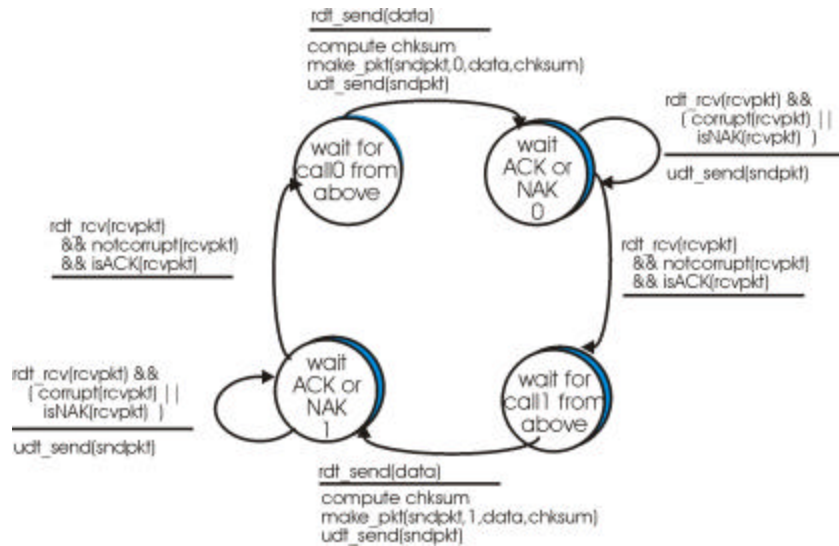 rdt_send(data)
compute chksum
make_pkt(sndpkt,0,data,chksum)
udt_send(sndpkt)
wait for
call0 from
above
wait
ACK or
NAK
0
rdt_rcv(rcvpkt) &&
( corrupt(rcvpkt) ||
isNAK(rcvpkt) )
udt_send(sndpkt)
rdt_rcv(rcvpkt)
&& notcorrupt(rcvpkt)
&& isACK(rcvpkt)
rdt_rcv(rcvpkt)
&& notcorrupt(rcvpkt)
&& isACK(rcvpkt)
wait
ACK or
NAK
1
wait for
call1 from
above
rdt_rcv(rcvpkt) &&
( corrupt(rcvpkt) ||
isNAK(rcvpkt) )
udt_send(sndpkt)
rdt_send(data)
compute chksum
make_pkt(sndpkt,1,data,chksum)
udt_send(sndpkt)